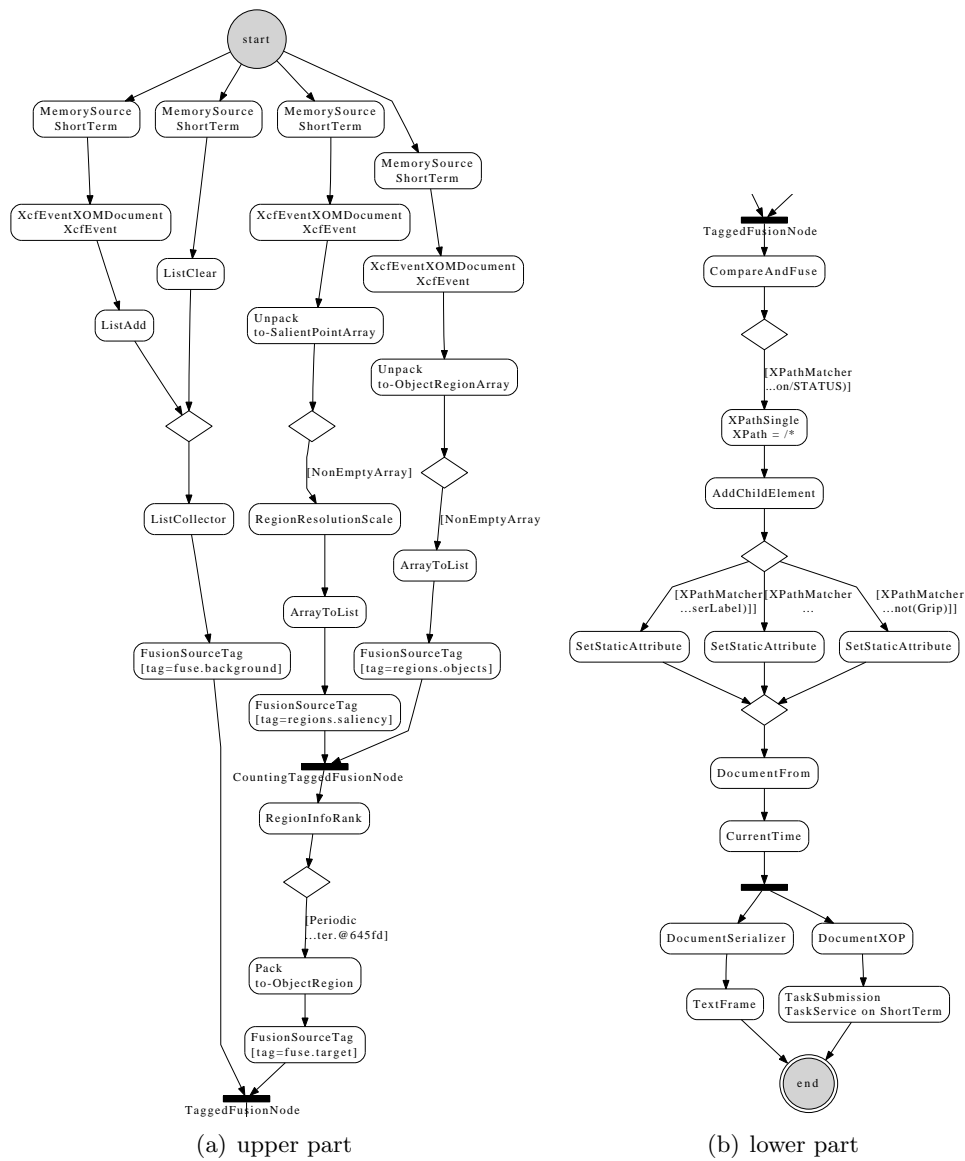 start
MemorySource
ShortTerm
MemorySource
ShortTerm
MemorySource
ShortTerm
MemorySource
ShortTerm
XcfEventXOMDocument
XcfEvent
XcfEventXOMDocument
XcfEvent
ListClear
XcfEventXOMDocument
XcfEvent
ListAdd
Unpack
to-SalientPointArray
Unpack
to-ObjectRegionArray
[NonEmptyArray]
[NonEmptyArray
ListCollector
RegionResolutionScale
ArrayToList
ArrayToList
FusionSourceTag
[tag=fuse.background]
FusionSourceTag
[tag=regions.objects]
FusionSourceTag
[tag=regions.saliency]
CountingTaggedFusionNode
RegionInfoRank
[Periodic
...ter.@645fd]
Pack
to-ObjectRegion
FusionSourceTag
[tag=fuse.target]
TaggedFusionNode
(a) upper part
TaggedFusionNode
CompareAndFuse
[XPathMatcher
...on/STATUS)]
XPathSingle
XPath = /*
AddChildElement
[XPathMatcher
...serLabel)]]
[XPathMatcher
...
[XPathMatcher
...not(Grip)]]
SetStaticAttribute
SetStaticAttribute
SetStaticAttribute
DocumentFrom
CurrentTime
DocumentSerializer
DocumentXOP
TextFrame
TaskSubmission
TaskService on ShortTerm
end
(b) lower part